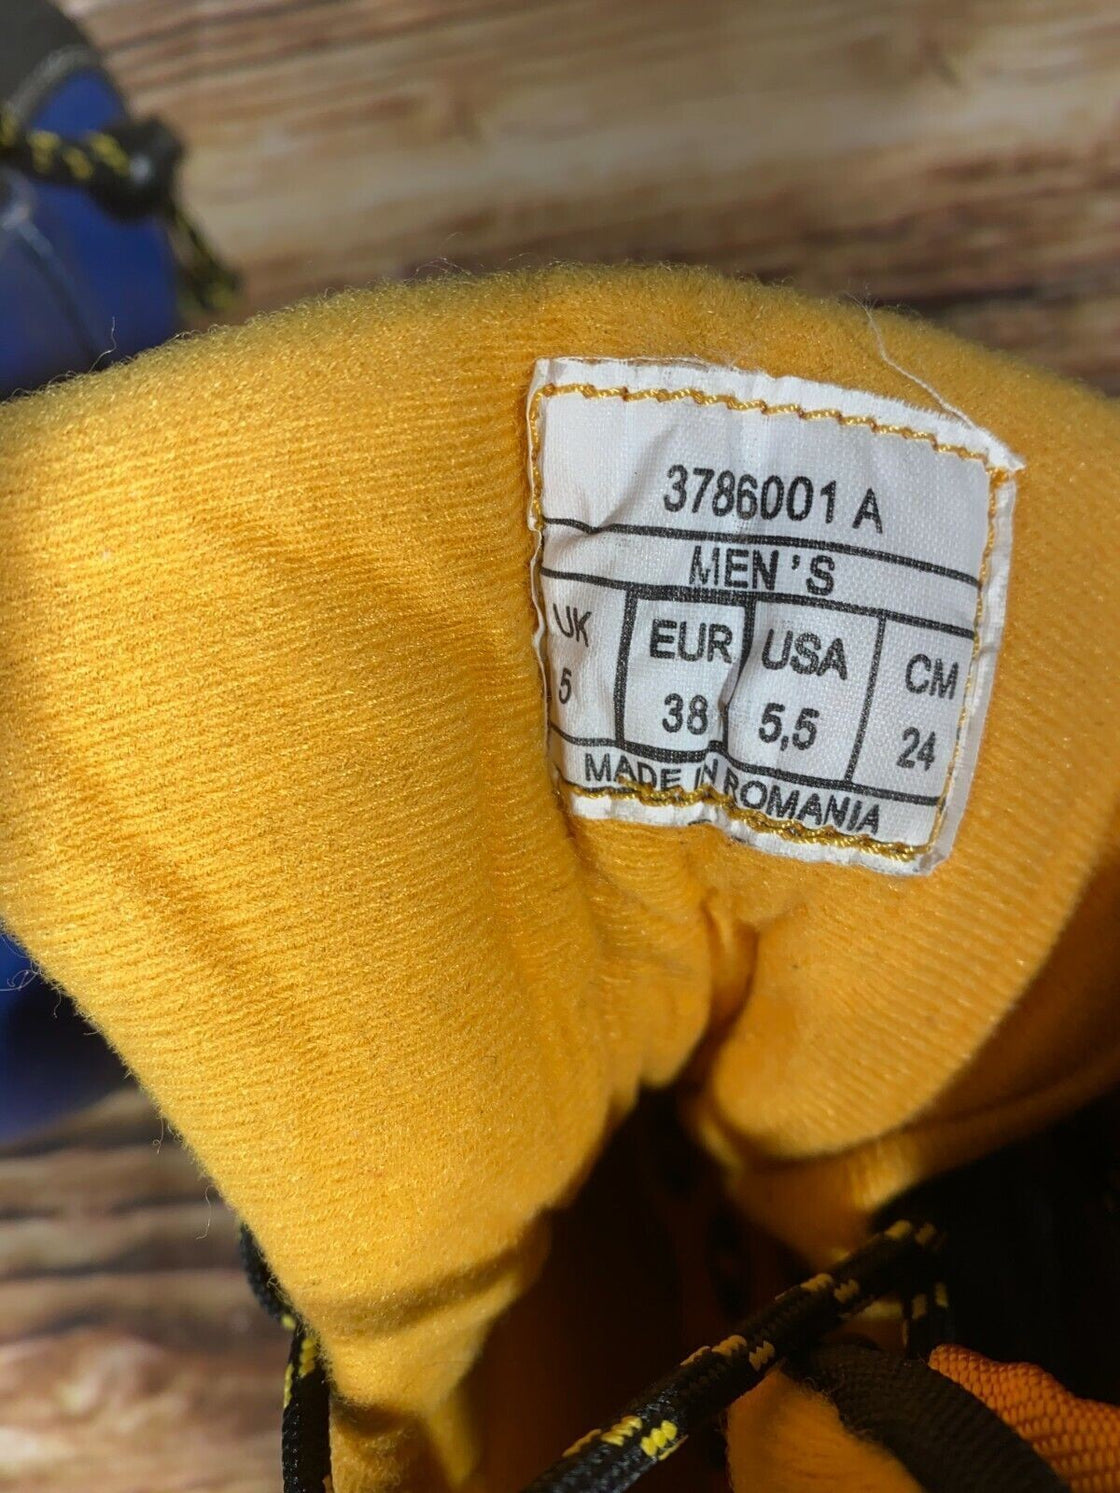 3786001 A
MEN'S
UK EUR USA CM
5 38 5,5 24
MADE IN ROMANIA